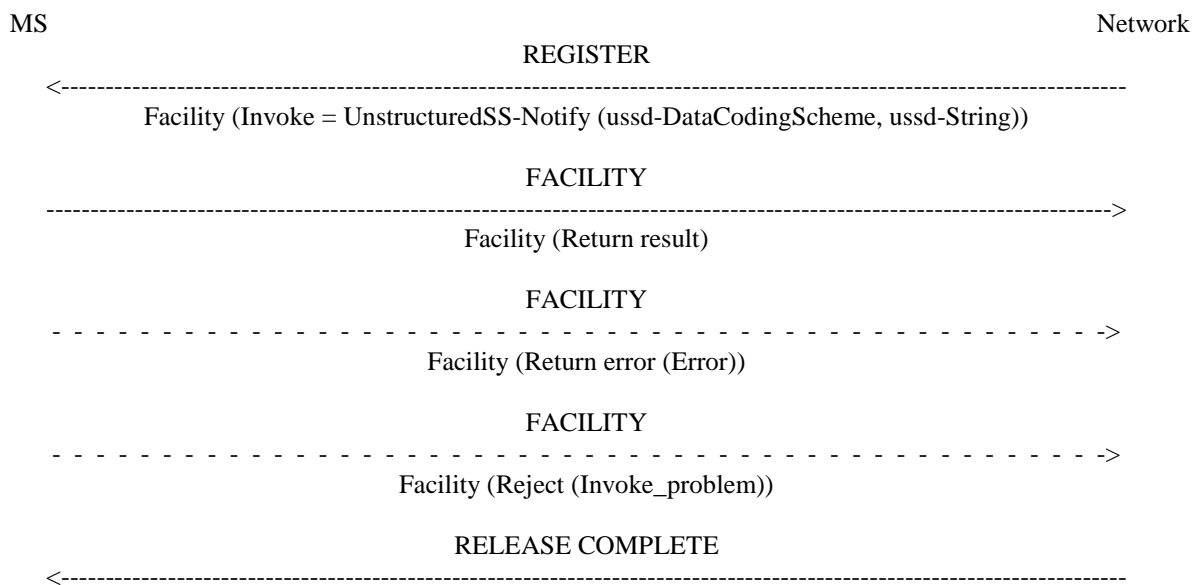 MS Network
REGISTER
<------------------------------------------------------------------------------------------------------------------------
Facility (Invoke = UnstructuredSS-Notify (ussd-DataCodingScheme, ussd-String))
FACILITY
------------------------------------------------------------------------------------------------------------------------>
Facility (Return result)
FACILITY
- - - - - - - - - - - - - - - - - - - - - - - - - - - - - - - - - - - - - - - - - - - - - - - ->
Facility (Return error (Error))
FACILITY
- - - - - - - - - - - - - - - - - - - - - - - - - - - - - - - - - - - - - - - - - - - - - - - ->
Facility (Reject (Invoke_problem))
RELEASE COMPLETE
<------------------------------------------------------------------------------------------------------------------------